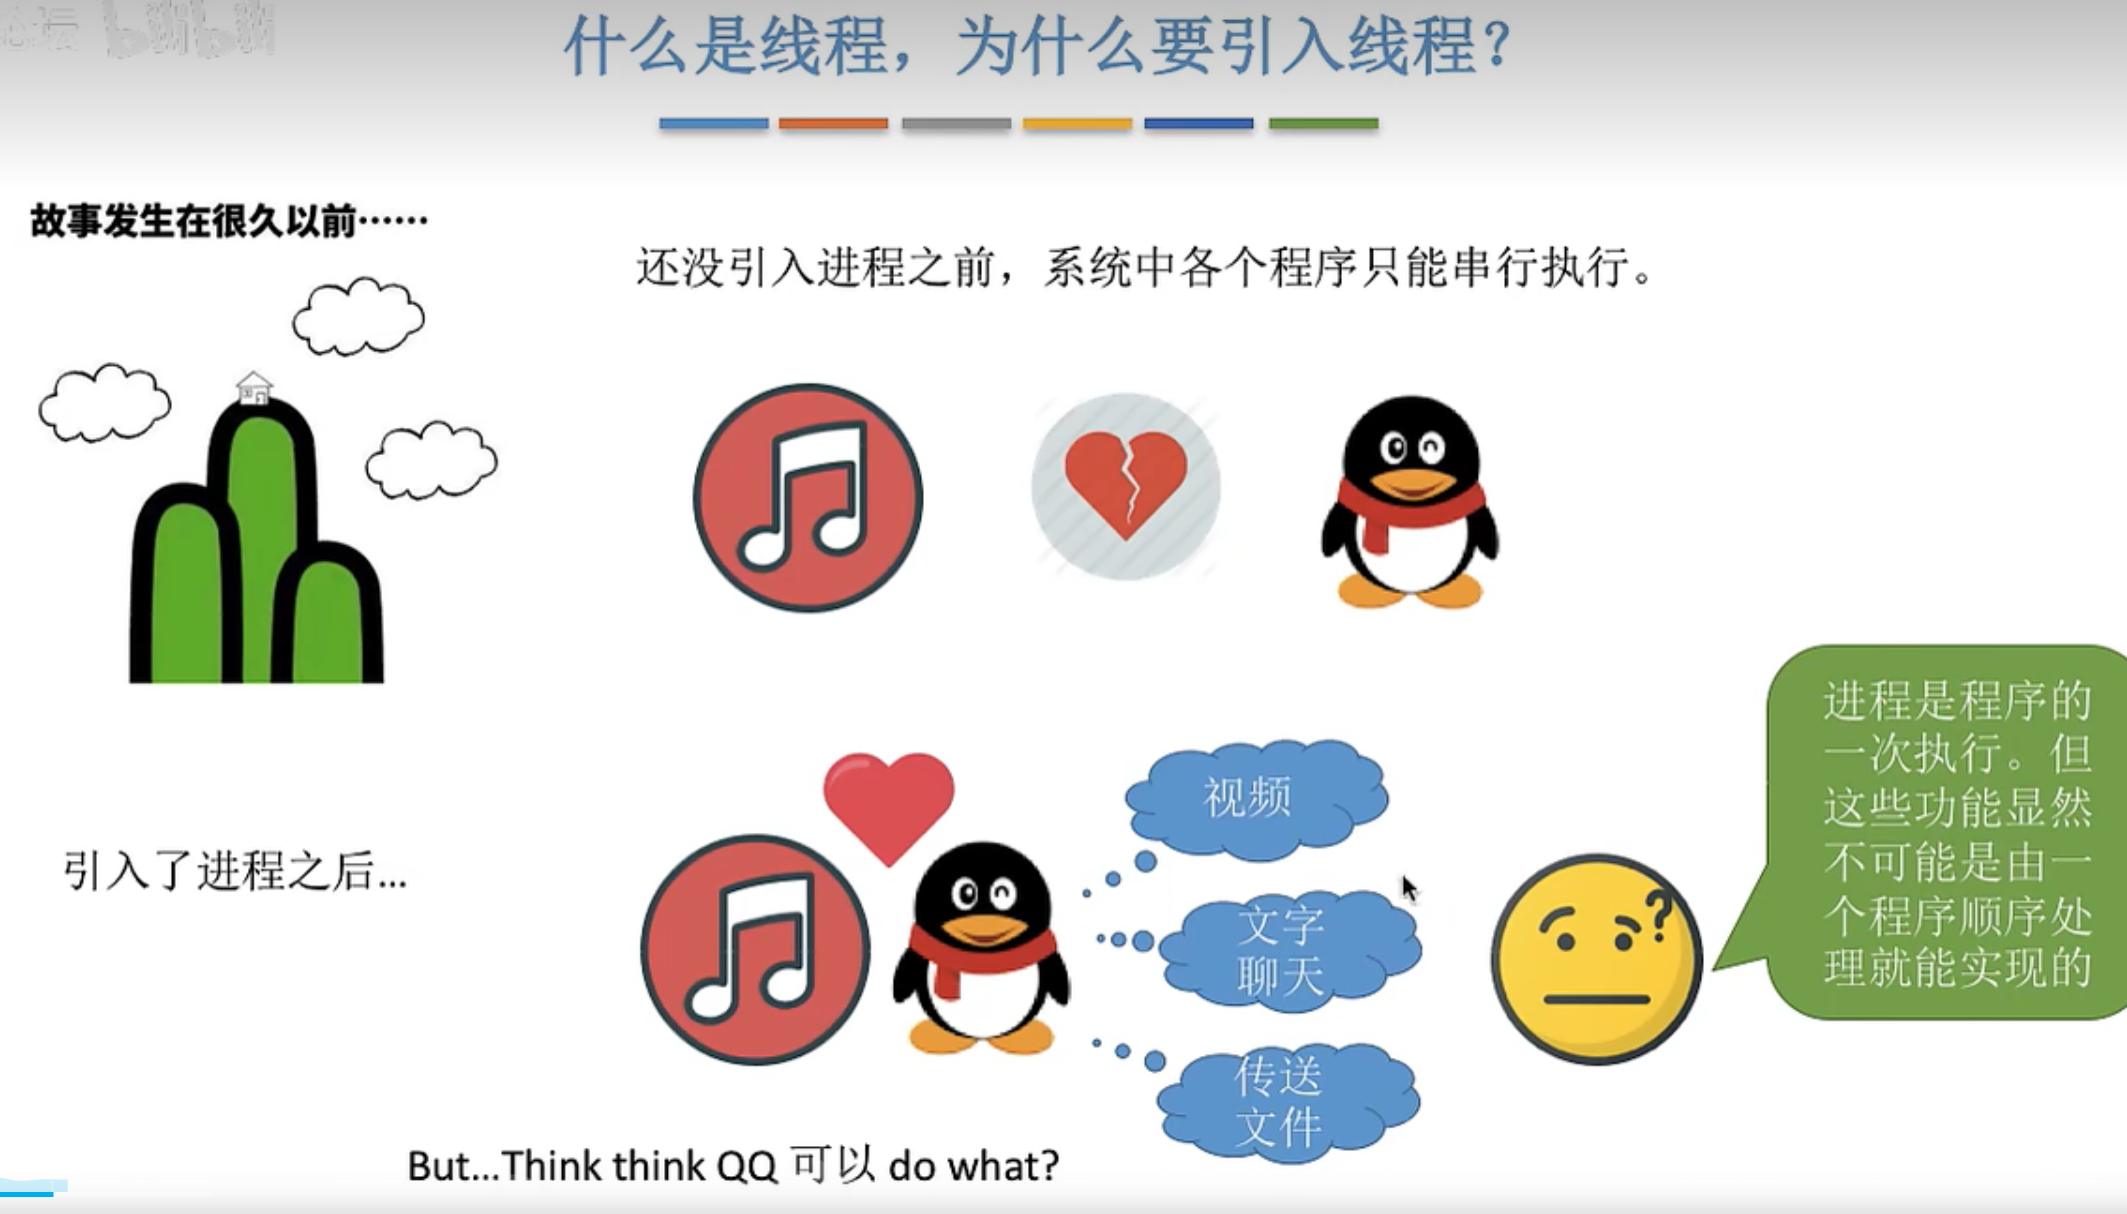 什么是线程，为什么要引入线程？
故事发生在很久以前……
还没引入进程之前，系统中各个程序只能串行执行。
引入了进程之后...
视频
文字
聊天
传送
文件
?
进程是程序的
一次执行。但
这些功能显然
不可能是由一
个程序顺序处
理就能实现的
But...Think think QQ 可以 do what?